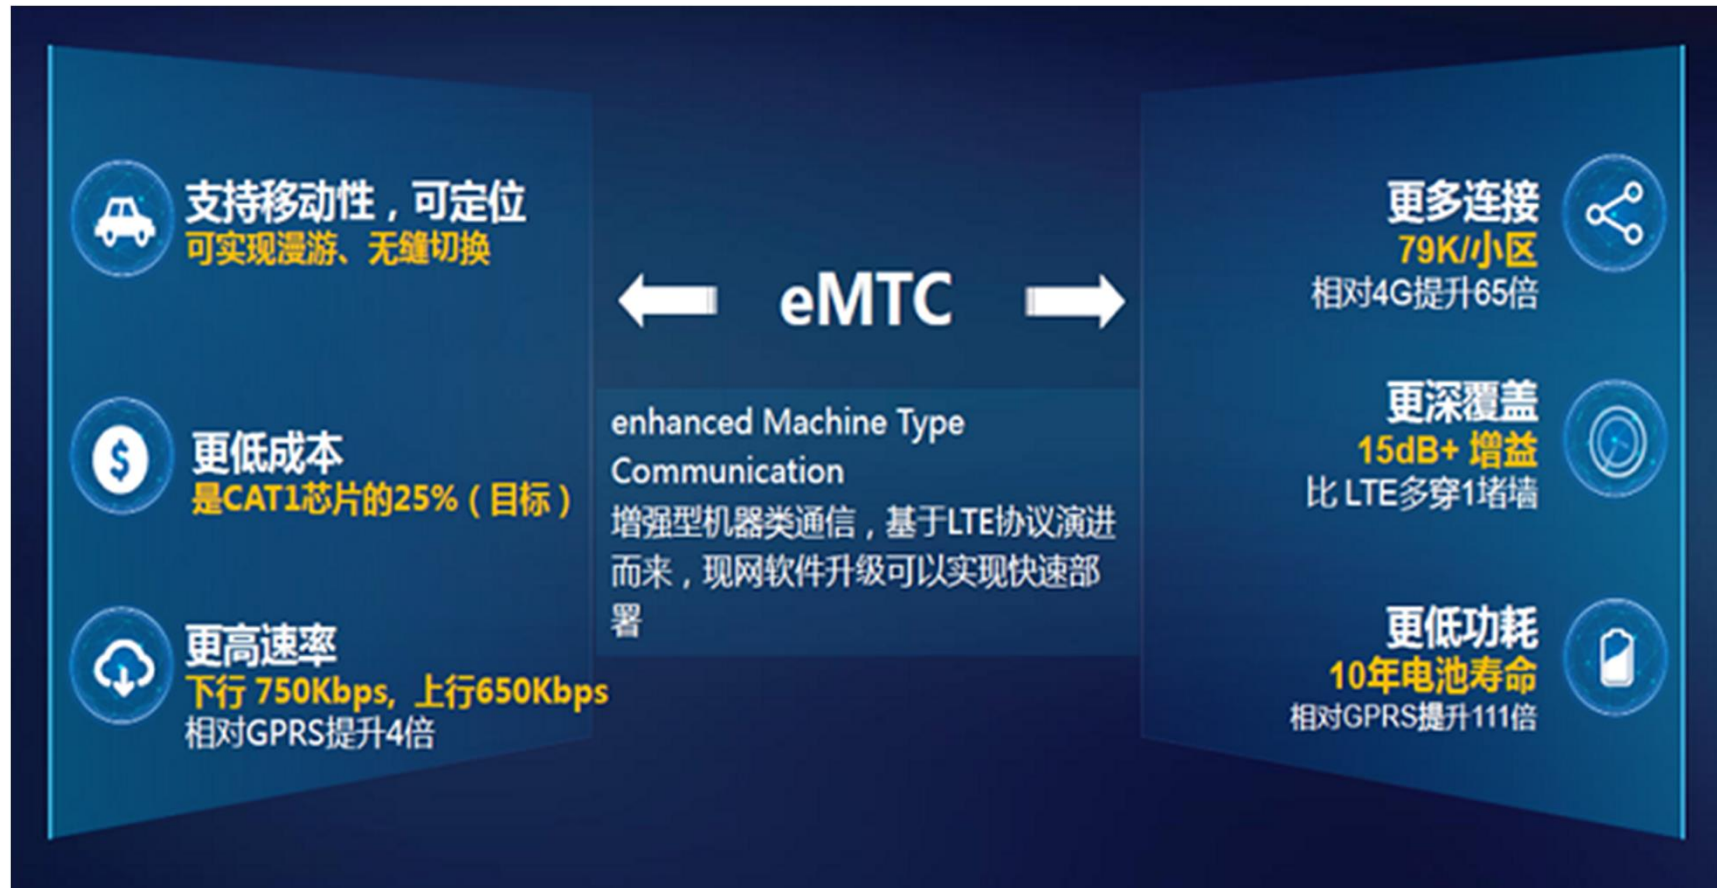 支持移动性，可定位
可实现漫游、无缝切换
更低成本
是CAT1芯片的25%（目标）
更高速率
下行 750Kbps, 上行650Kbps
相对GPRS提升4倍
eMTC
enhanced Machine Type
Communication
增强型机器类通信，基于LTE协议演进
而来，现网软件升级可以实现快速部
署
更多连接
79K/小区
相对4G提升65倍
更深覆盖
15dB+ 增益
比 LTE多穿1堵墙
更低功耗
10年电池寿命
相对GPRS提升111倍